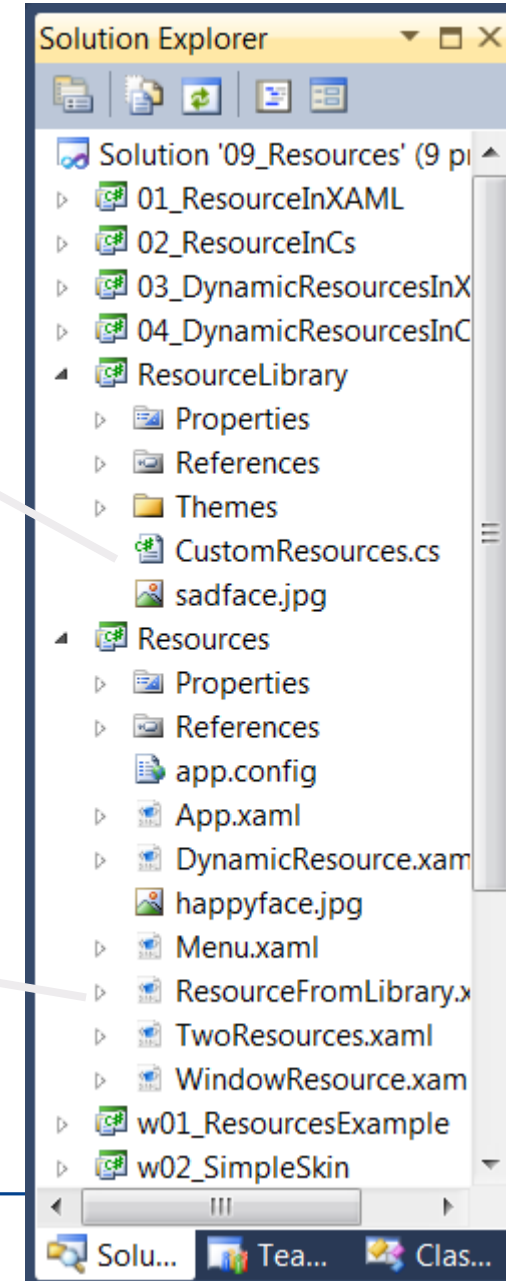 Solution Explorer
Solution '09_Resources' (9 pr
01_ResourceInXAML
02_ResourceInCs
03_DynamicResourcesInX
04_DynamicResourcesInC
ResourceLibrary
Properties
References
Themes
CustomResources.cs
sadface.jpg
Resources
Properties
References
app.config
App.xaml
DynamicResource.xam
happyface.jpg
Menu.xaml
ResourceFromLibrary.x
TwoResources.xaml
WindowResource.xam
w01_ResourcesExample
w02_SimpleSkin
Solu... Tea... Clas...